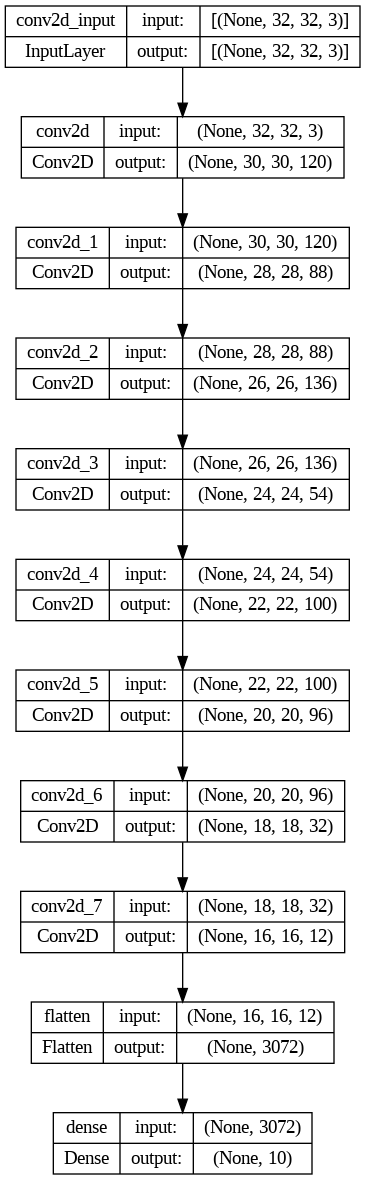 conv2d_input input: [(None, 32, 32, 3)]
InputLayer output: [(None, 32, 32, 3)]
conv2d input: (None, 32, 32, 3)
Conv2D output: (None, 30, 30, 120)
conv2d_1 input: (None, 30, 30, 120)
Conv2D output: (None, 28, 28, 88)
conv2d_2 input: (None, 28, 28, 88)
Conv2D output: (None, 26, 26, 136)
conv2d_3 input: (None, 26, 26, 136)
Conv2D output: (None, 24, 24, 54)
conv2d_4 input: (None, 24, 24, 54)
Conv2D output: (None, 22, 22, 100)
conv2d_5 input: (None, 22, 22, 100)
Conv2D output: (None, 20, 20, 96)
conv2d_6 input: (None, 20, 20, 96)
Conv2D output: (None, 18, 18, 32)
conv2d_7 input: (None, 18, 18, 32)
Conv2D output: (None, 16, 16, 12)
flatten input: (None, 16, 16, 12)
Flatten output: (None, 3072)
dense input: (None, 3072)
Dense output: (None, 10)